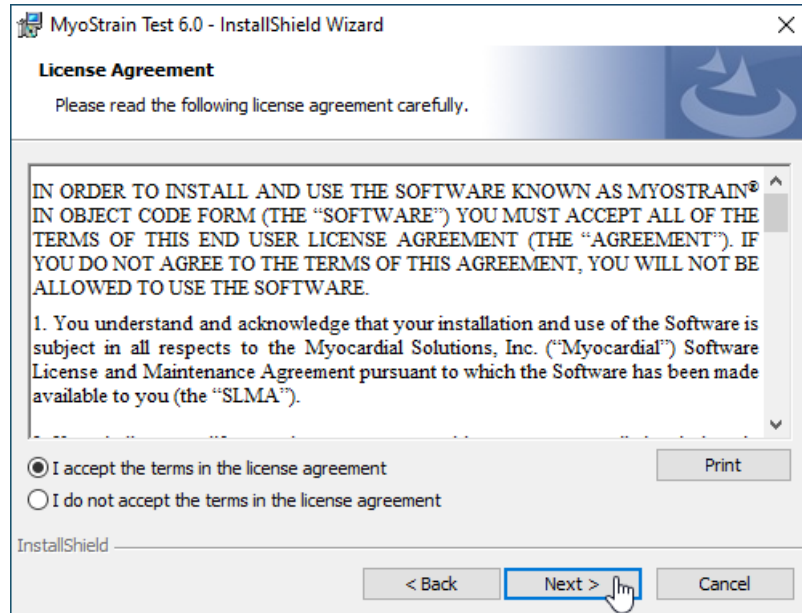 MyoStrain Test 6.0 - InstallShield Wizard
License Agreement
Please read the following license agreement carefully.
IN ORDER TO INSTALL AND USE THE SOFTWARE KNOWN AS MYOSTRAIN®
IN OBJECT CODE FORM (THE “SOFTWARE”) YOU MUST ACCEPT ALL OF THE
TERMS OF THIS END USER LICENSE AGREEMENT (THE “AGREEMENT”). IF
YOU DO NOT AGREE TO THE TERMS OF THIS AGREEMENT, YOU WILL NOT BE
ALLOWED TO USE THE SOFTWARE.
1. You understand and acknowledge that your installation and use of the Software is
subject in all respects to the Myocardial Solutions, Inc. (“Myocardial”) Software
License and Maintenance Agreement pursuant to which the Software has been made
available to you (the “SLMA”).
I accept the terms in the license agreement
Print
I do not accept the terms in the license agreement
InstallShield
< Back
Next >
Cancel